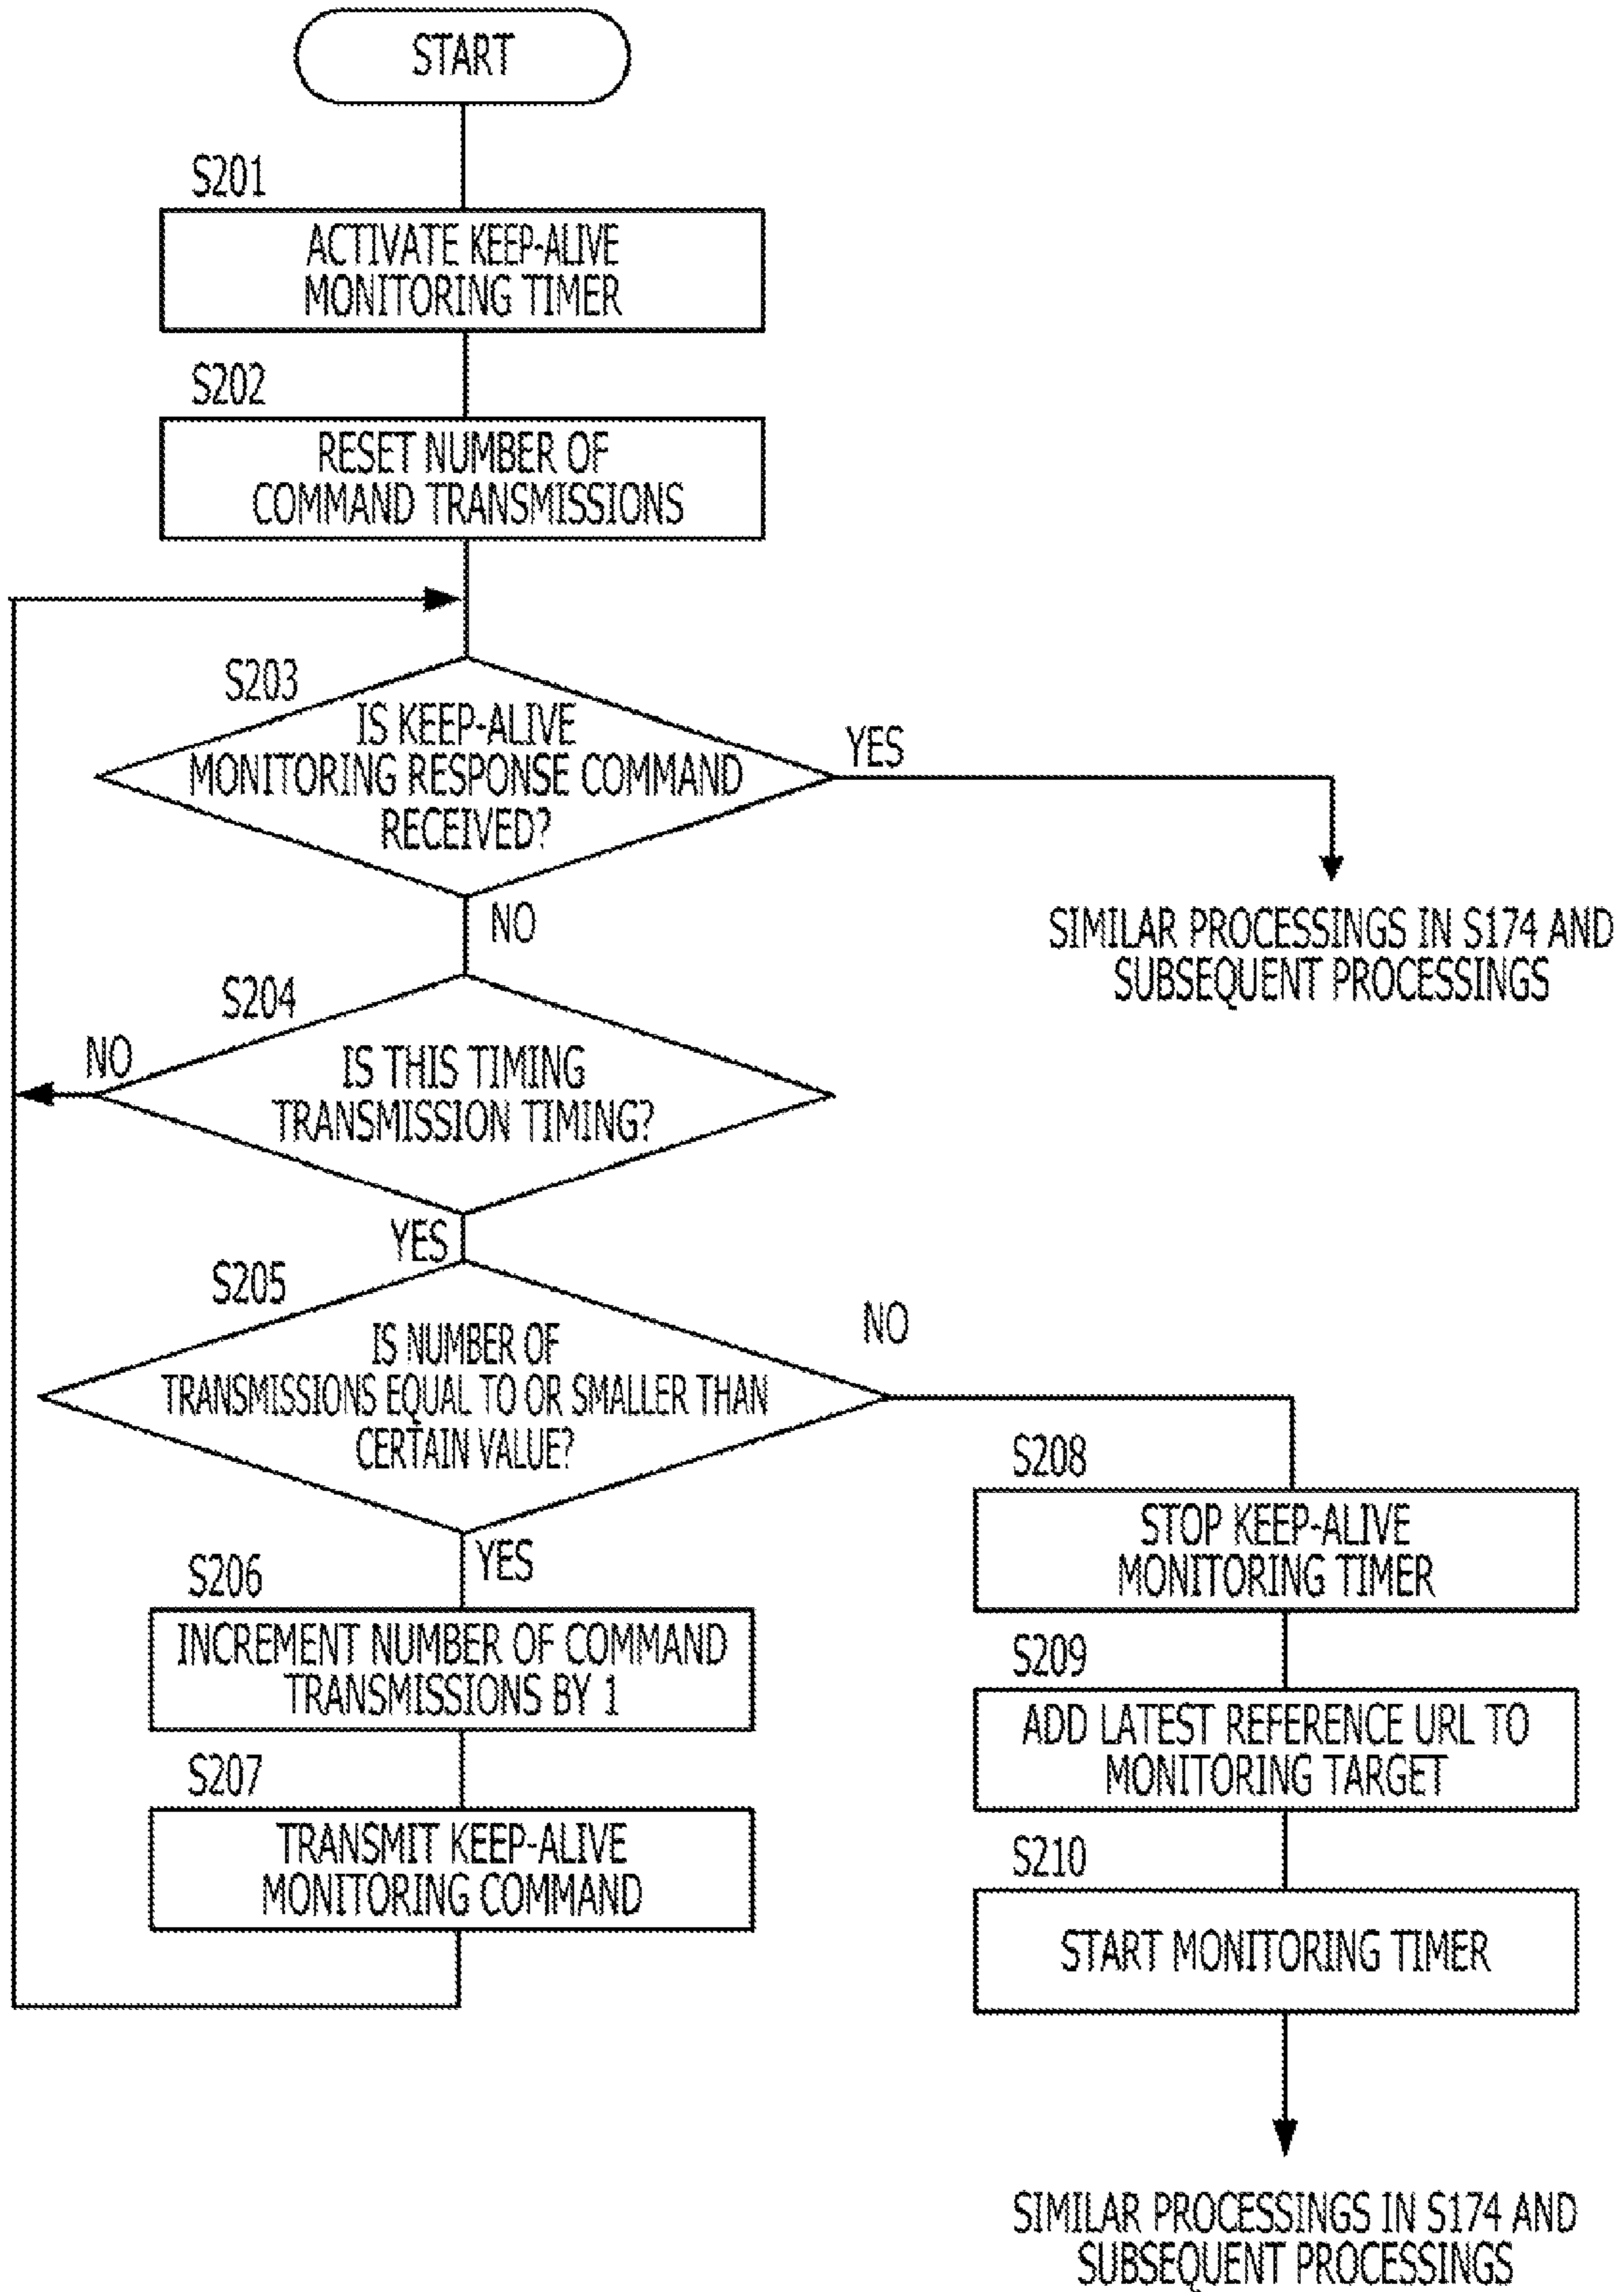 START
S201
ACTIVATE KEEP-ALIVE
MONITORING TIMER
S202
RESET NUMBER OF
COMMAND TRANSMISSIONS
S203
IS KEEP-ALIVE
MONITORING RESPONSE COMMAND
RECEIVED?
YES
SIMILAR PROCESSINGS IN S174 AND
SUBSEQUENT PROCESSINGS
NO
S204
NO
IS THIS TIMING
TRANSMISSION TIMING?
YES
S205
IS NUMBER OF
TRANSMISSIONS EQUAL TO OR SMALLER THAN
CERTAIN VALUE?
NO
YES
S206
INCREMENT NUMBER OF COMMAND
TRANSMISSIONS BY 1
S207
TRANSMIT KEEP-ALIVE
MONITORING COMMAND
S208
STOP KEEP-ALIVE
MONITORING TIMER
S209
ADD LATEST REFERENCE URL TO
MONITORING TARGET
S210
START MONITORING TIMER
SIMILAR PROCESSINGS IN S174 AND
SUBSEQUENT PROCESSINGS